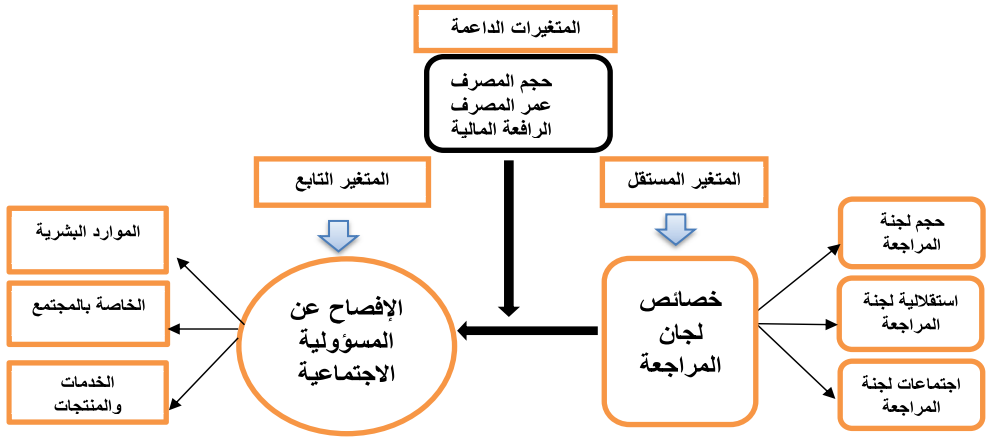 المتغيرات الداعمة
حجم المصرف
عمر المصرف
الرافعة المالية
المتغير المستقل
المتغير التابع
حجم لجنة
المراجعة
استقلالية لجنة
المراجعة
اجتماعات لجنة
المراجعة
خصائص
لجان
المراجعة
الإفصاح عن
المسؤولية
الاجتماعية
الموارد البشرية
الخاصة بالمجتمع
الخدمات
والمنتجات